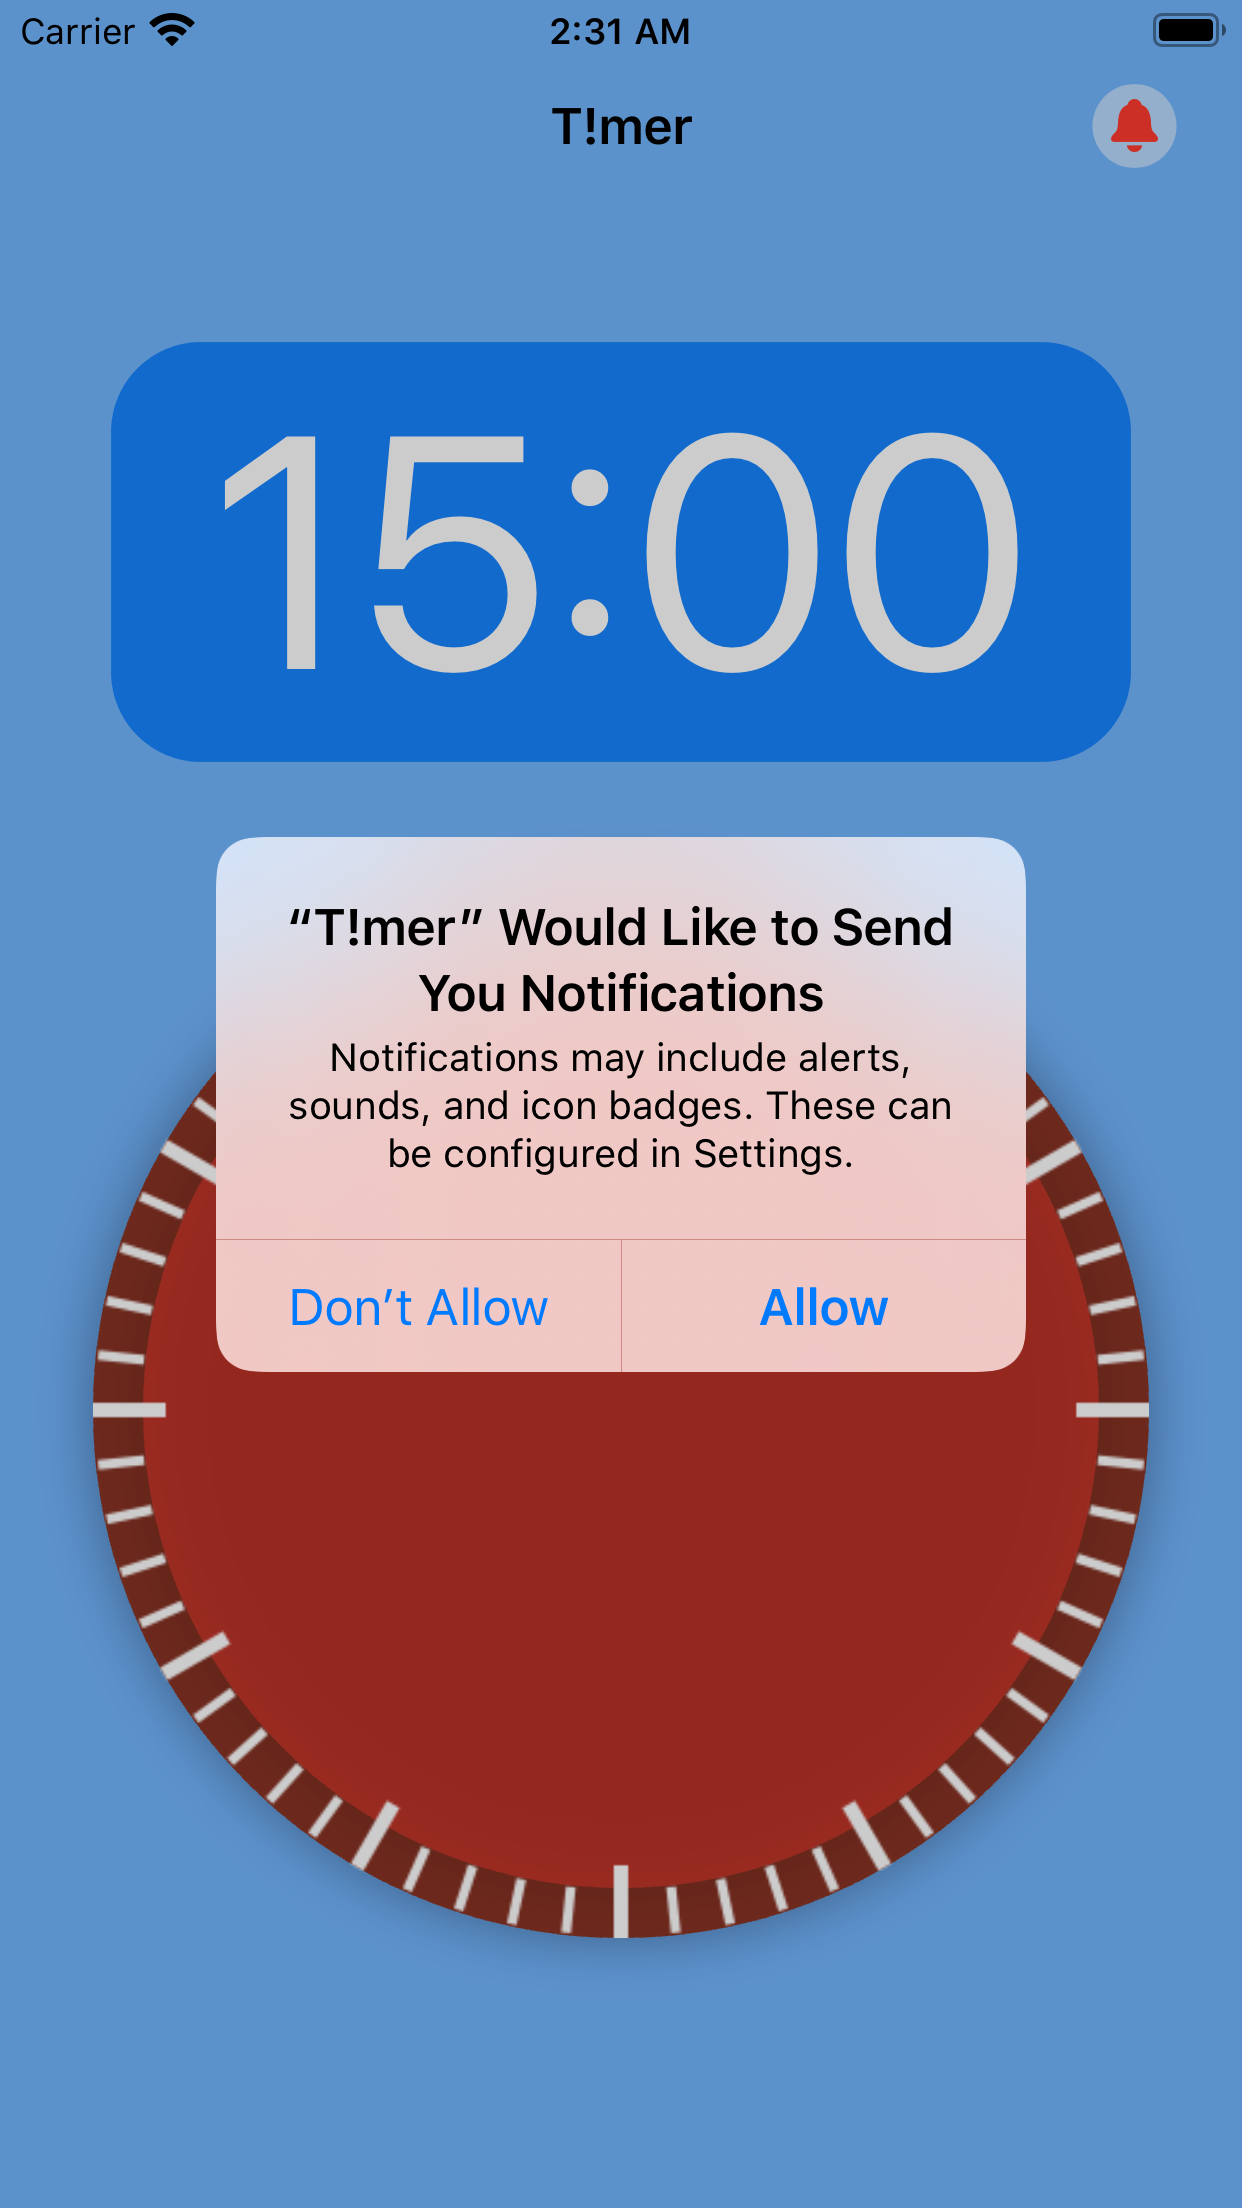 Carrier
2:31 AM
T!mer
15:00
“T!mer” Would Like to Send
You Notifications
Notifications may include alerts,
sounds, and icon badges. These can
be configured in Settings.
Don’t Allow
Allow